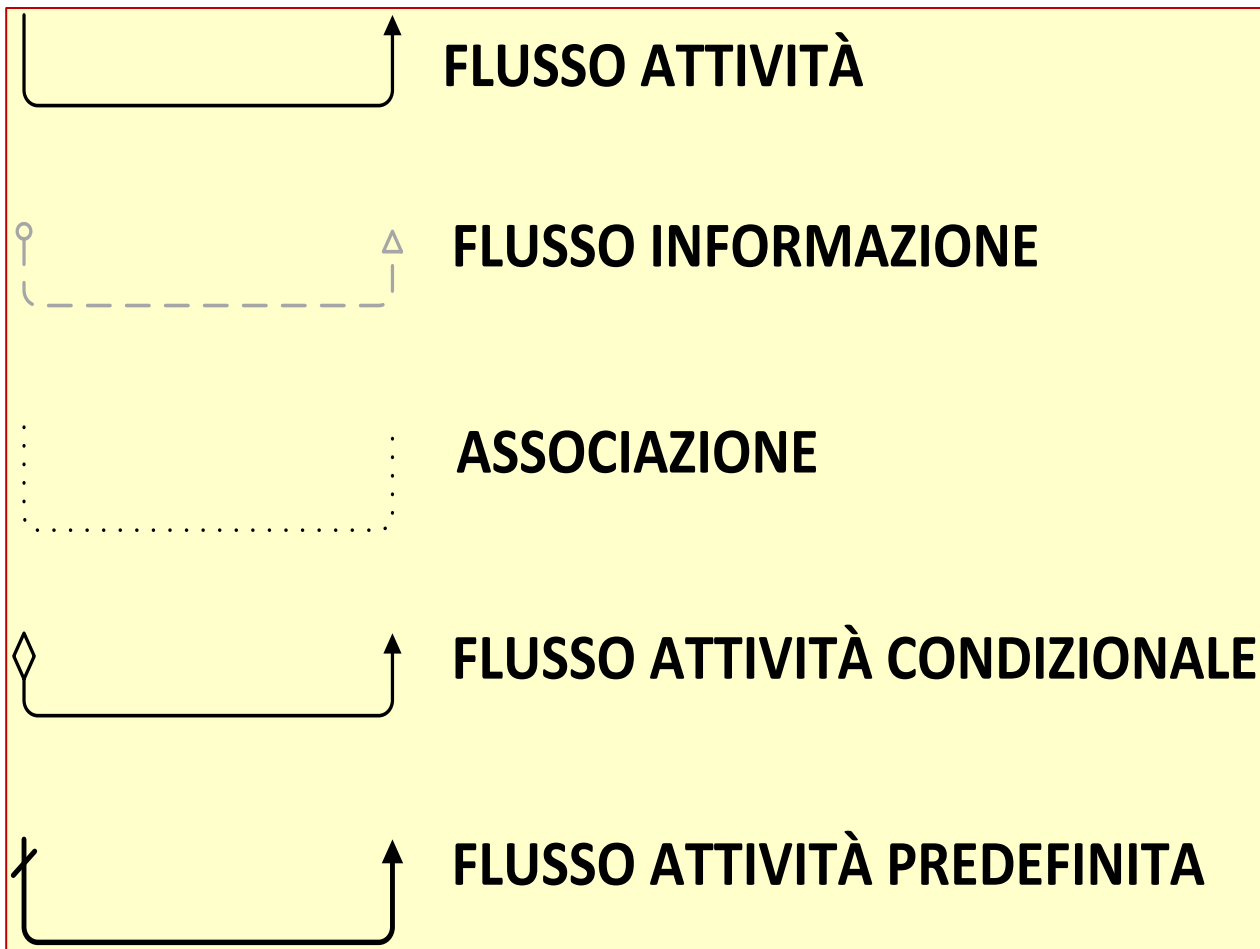 FLUSSO ATTIVITÀ
FLUSSO INFORMAZIONE
ASSOCIAZIONE
FLUSSO ATTIVITÀ CONDIZIONALE
FLUSSO ATTIVITÀ PREDEFINITA